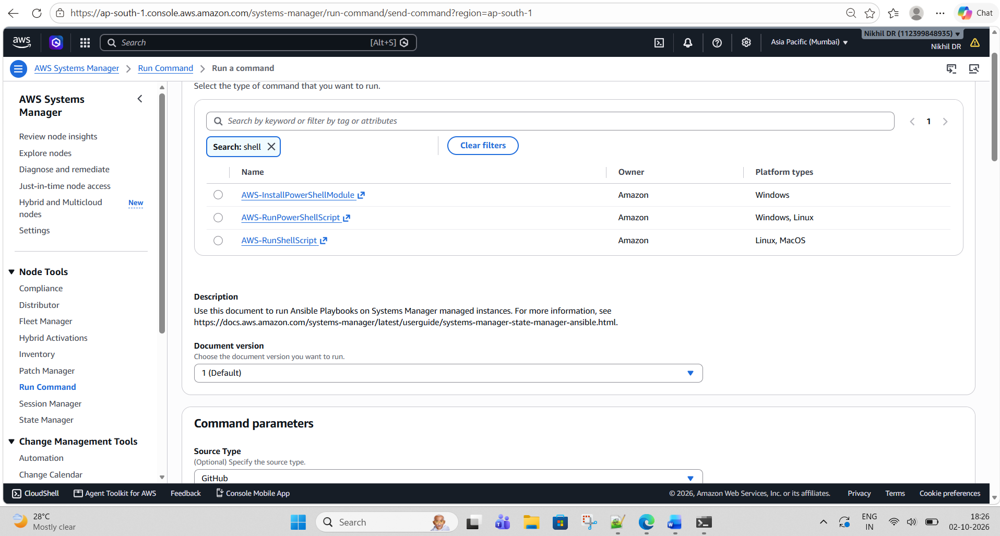 https://ap-south-1.console.aws.amazon.com/systems-manager/run-command/send-command?region=ap-south-1
Chat
aws
Search
[Alt+S]
Asia Pacific (Mumbai)
Nikhil DR (112399848935)
Nikhil DR
AWS Systems Manager
Run Command
Run a command
AWS Systems
Manager
Review node insights
Explore nodes
Diagnose and remediate
Just-in-time node access
Hybrid and Multicloud
nodes
New
Settings
Node Tools
Compliance
Distributor
Fleet Manager
Hybrid Activations
Inventory
Patch Manager
Run Command
Session Manager
State Manager
Change Management Tools
Automation
Change Calendar
Select the type of command that you want to run.
Search by keyword or filter by tag or attributes
1
Search: shell
Clear filters
Name Owner Platform types
AWS-InstallPowerShellModule Amazon Windows
AWS-RunPowerShellScript Amazon Windows, Linux
AWS-RunShellScript Amazon Linux, MacOS
Description
Use this document to run Ansible Playbooks on Systems Manager managed instances. For more information, see
https://docs.aws.amazon.com/systems-manager/latest/userguide/systems-manager-state-manager-ansible.html.
Document version
Choose the document version you want to run.
1 (Default)
Command parameters
Source Type
(Optional) Specify the source type.
GitHub
CloudShell
Agent Toolkit for AWS
Feedback
Console Mobile App
© 2026, Amazon Web Services, Inc. or its affiliates.
Privacy
Terms
Cookie preferences
28°C
Mostly clear
Search
ENG
IN
18:26
02-10-2026